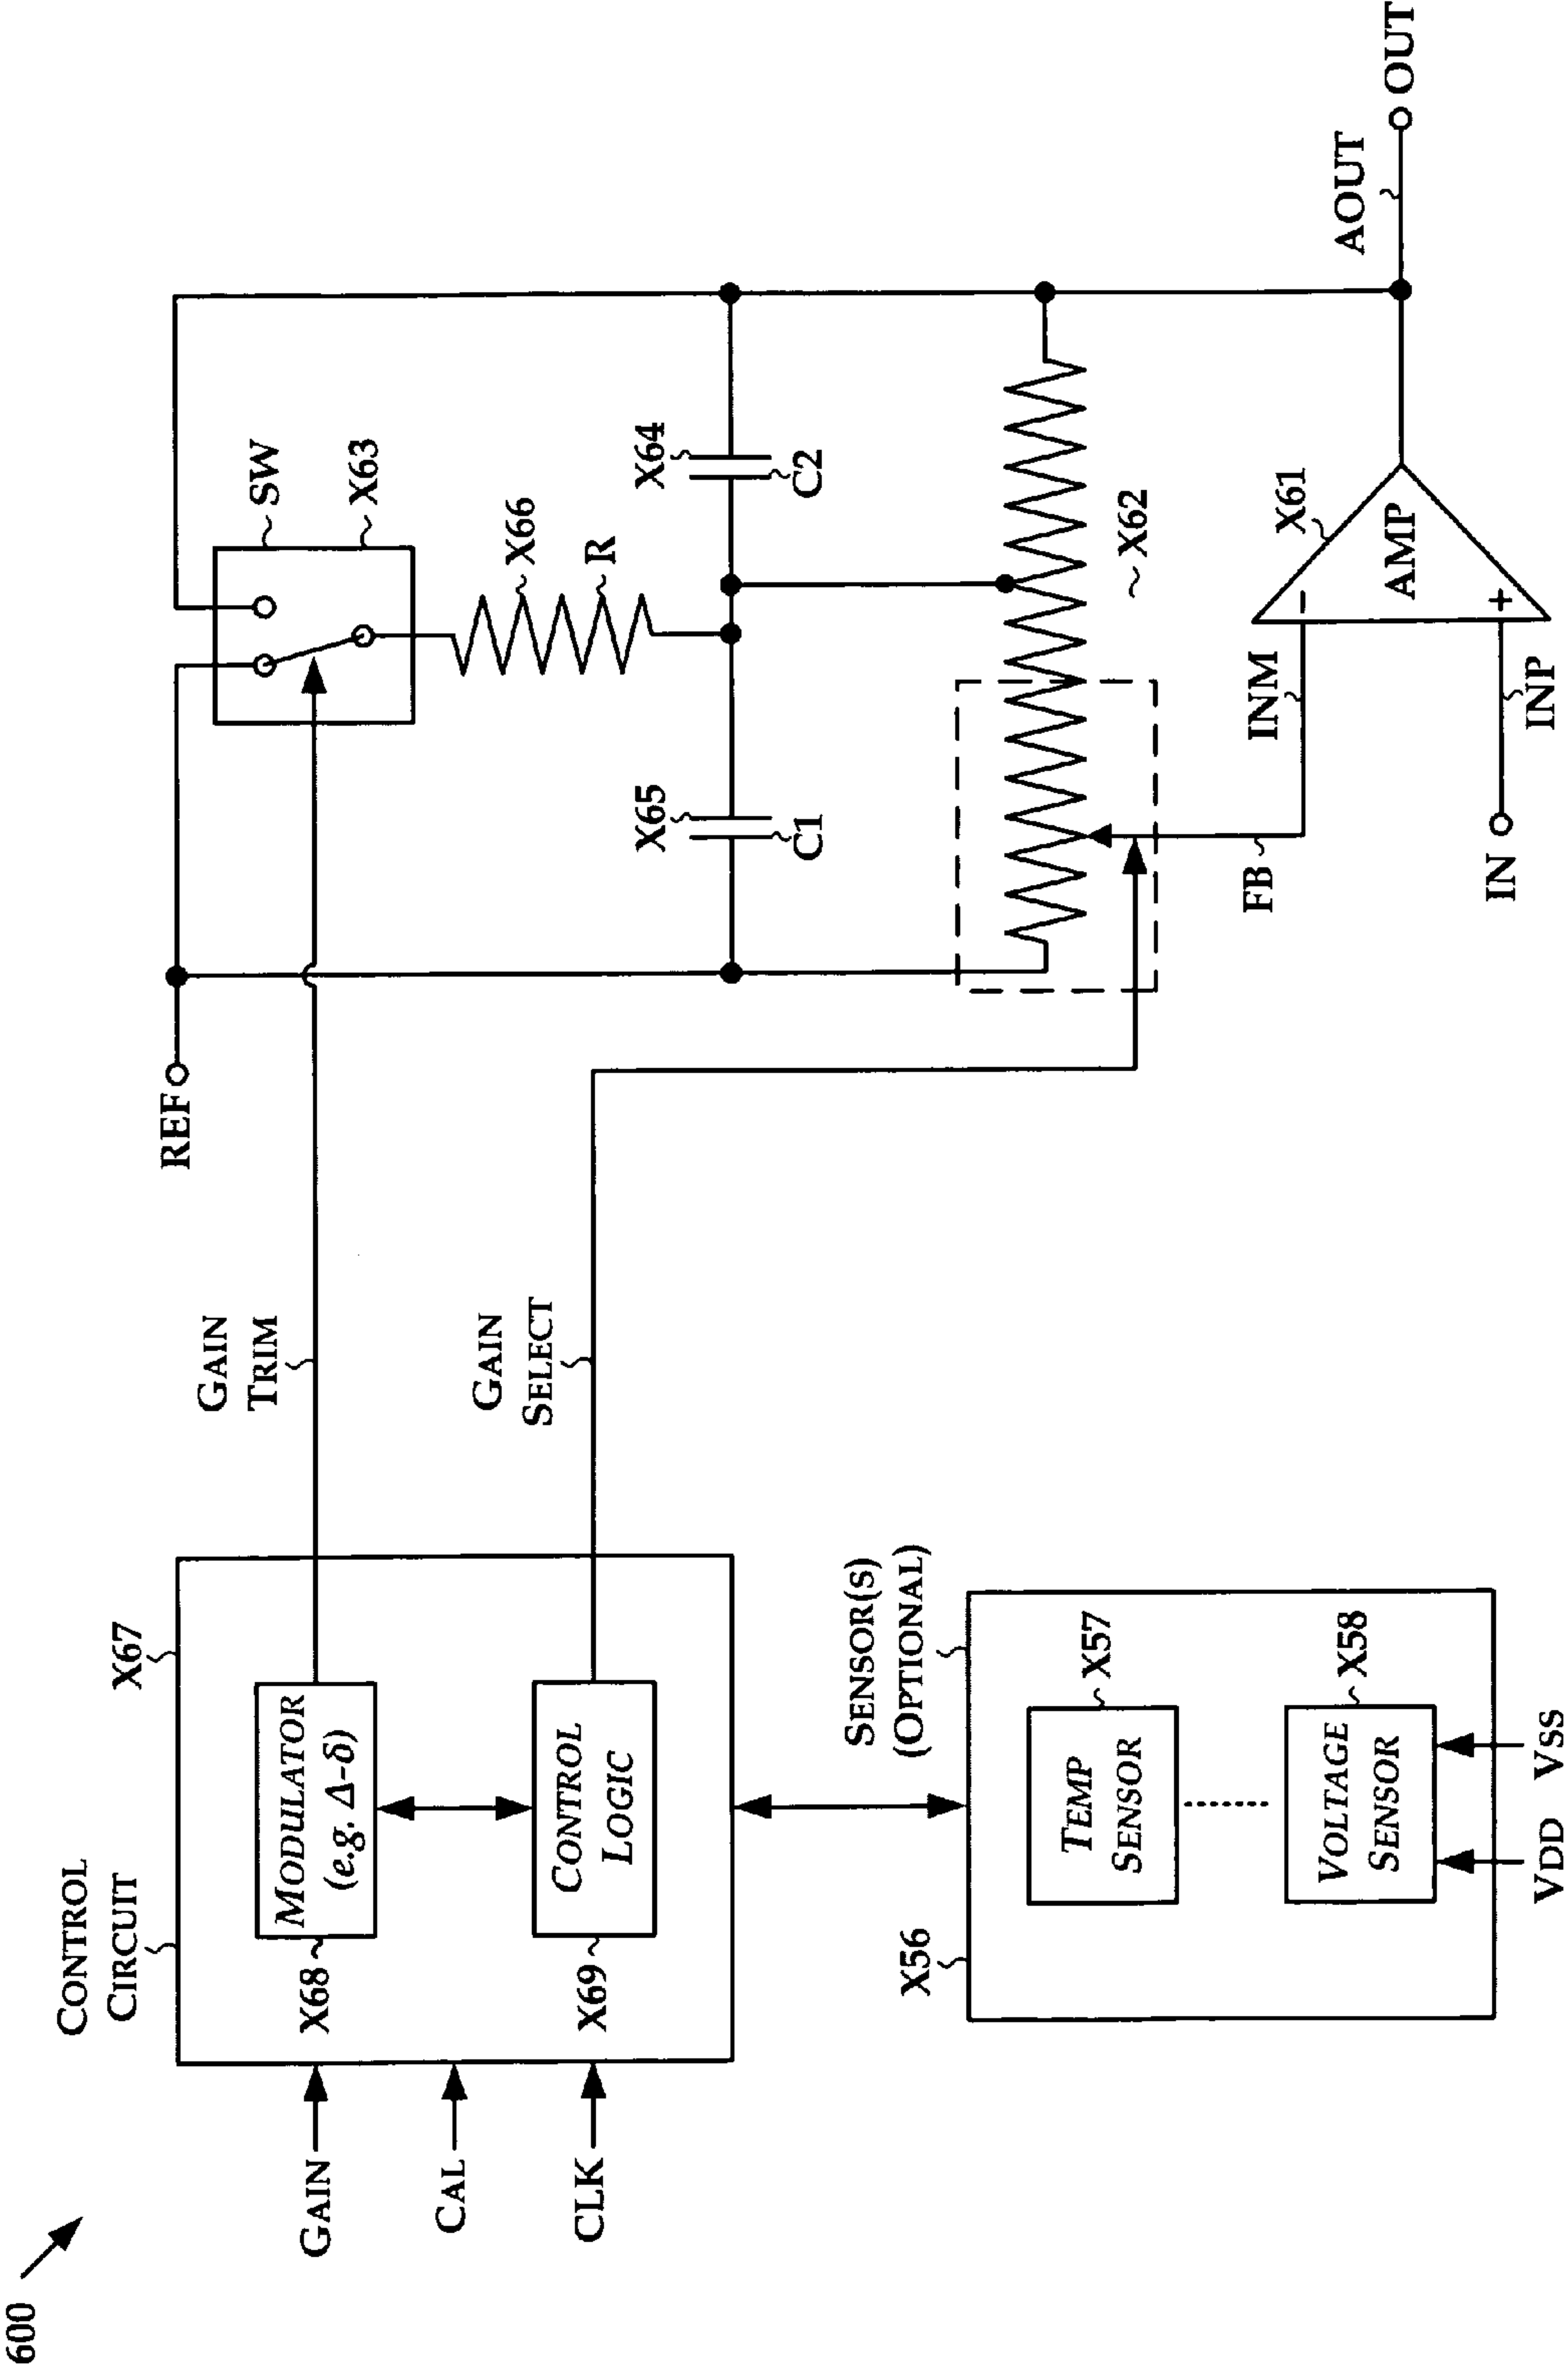 600
CONTROL
CIRCUIT
X67
GAIN
CAL
CLK
MODULATOR
(e.g. Δ-δ)
X68
CONTROL
LOGIC
X69
GAIN
TRIM
GAIN
SELECT
SENSOR(S)
(OPTIONAL)
X56
TEMP
SENSOR
X57
VOLTAGE
SENSOR
X58
VDD
VSS
REF
SW
X63
X66
R
X65
C1
X64
C2
X62
FB
INM
X61
AMP
-
+
IN
INP
AOUT
OUT